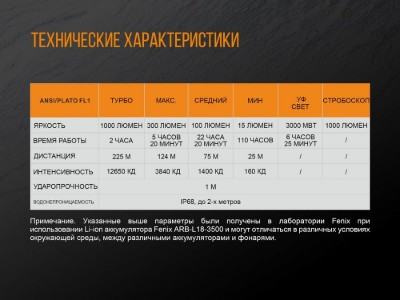 ТЕХНИЧЕСКИЕ ХАРАКТЕРИСТИКИ
ANSI/PLATO FL1 ТУРБО МАКС. СРЕДНИЙ МИН УФ СВЕТ СТРОБОСКОП
ЯРКОСТЬ 1000 ЛЮМЕН 300 ЛЮМЕН 100 ЛЮМЕН 15 ЛЮМЕН 3000 МВТ 1000 ЛЮМЕН
ВРЕМЯ РАБОТЫ 2 ЧАСА 5 ЧАСОВ 20 МИНУТ 22 ЧАСА 20 МИНУТ 110 ЧАСОВ 6 ЧАСОВ 25 МИНУТ /
ДИСТАНЦИЯ 225 М 124 М 75 М 25 М / /
ИНТЕНСИВНОСТЬ 12650 КД 3840 КД 1400 КД 160 КД / /
УДАРОПРОЧНОСТЬ 1 М
ВОДОНЕПРОНИЦАЕМОСТЬ IP68, до 2-х метров
Примечание. Указанные выше параметры были получены в лаборатории Fenix при
использовании Li-ion аккумулятора Fenix ARB-L18-3500 и могут отличаться в различных условиях
окружающей среды, между различными аккумуляторами и фонарями.